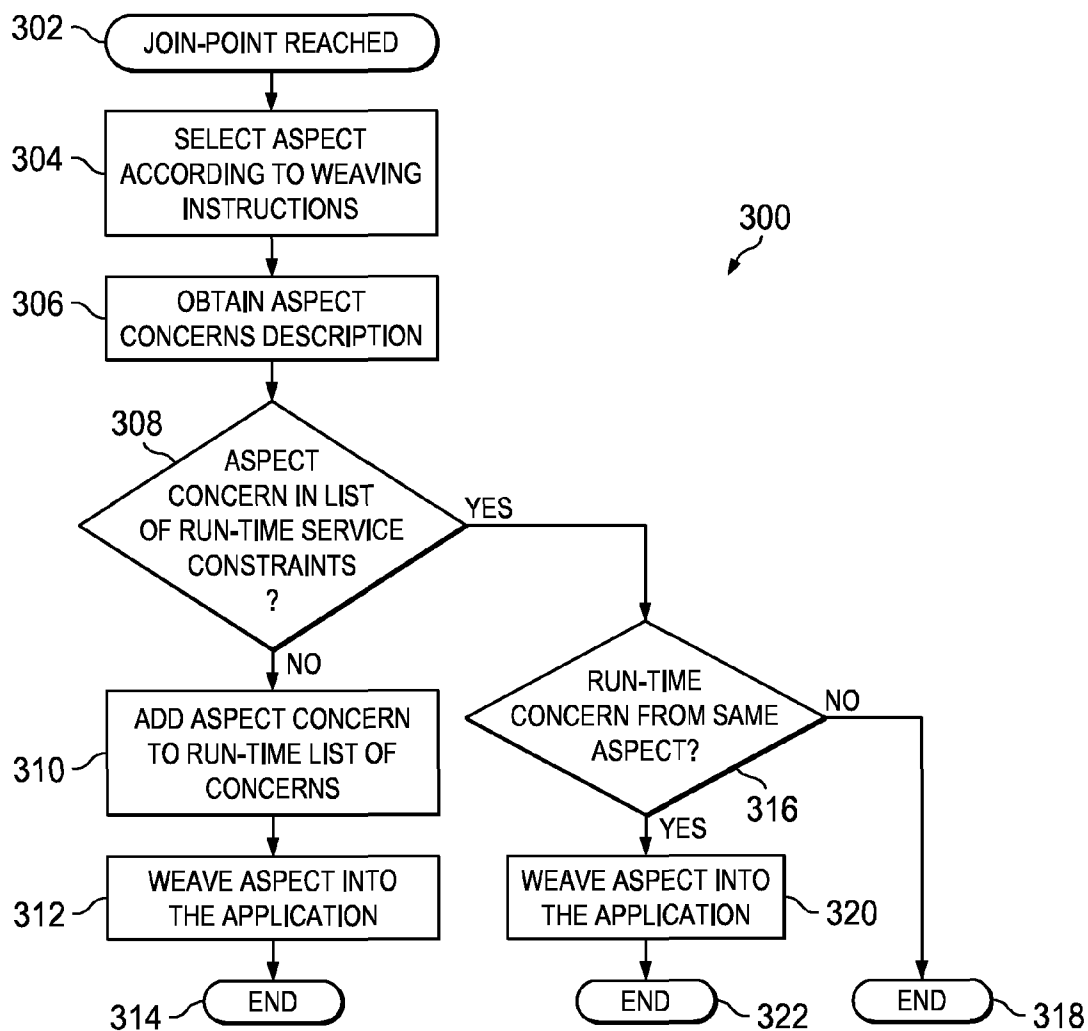 302
JOIN-POINT REACHED
304
SELECT ASPECT
ACCORDING TO WEAVING
INSTRUCTIONS
300
306
OBTAIN ASPECT
CONCERNS DESCRIPTION
308
ASPECT
CONCERN IN LIST
OF RUN-TIME SERVICE
CONSTRAINTS
?
YES
NO
310
ADD ASPECT CONCERN
TO RUN-TIME LIST OF
CONCERNS
RUN-TIME
CONCERN FROM SAME
ASPECT?
NO
316
YES
312
WEAVE ASPECT INTO
THE APPLICATION
WEAVE ASPECT INTO
THE APPLICATION
320
END
314
END
322
END
318